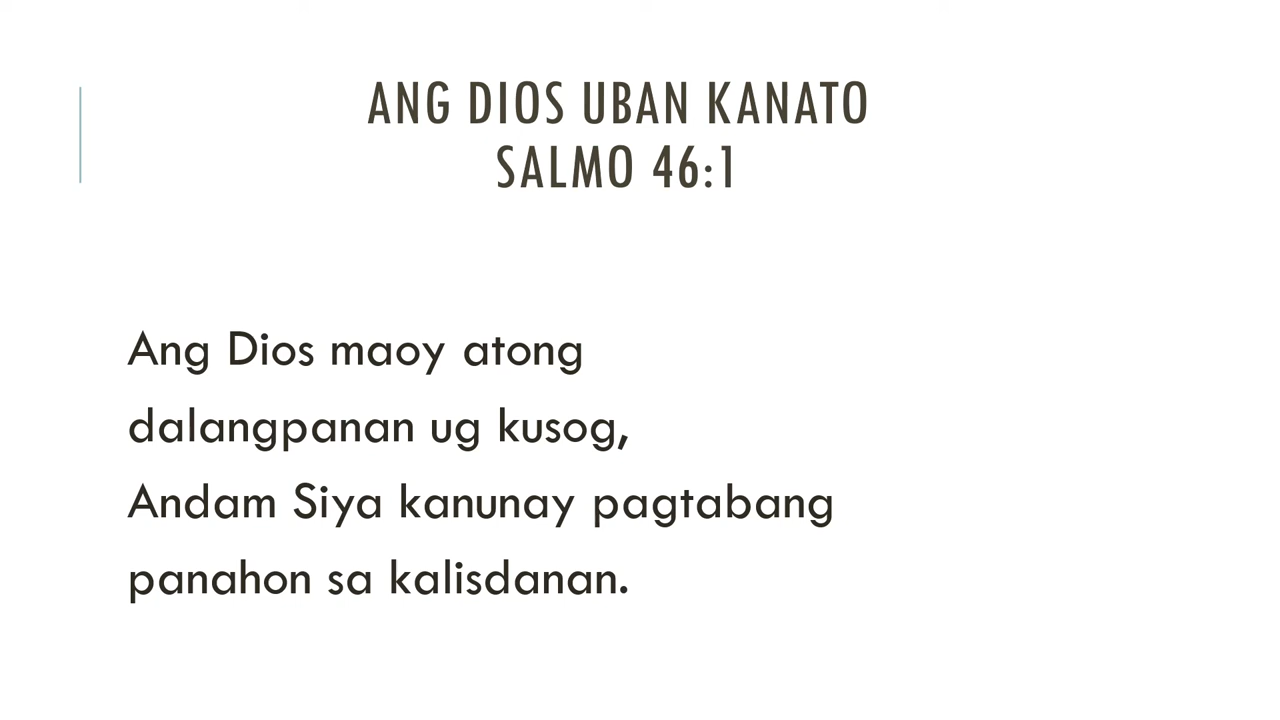 ANG DIOS UBAN KANATO
SALMO 46:1
Ang Dios maoy atong
dalangpanan ug kusog,
Andam Siya kanunay pagtabang
panahon sa kalisdanan.